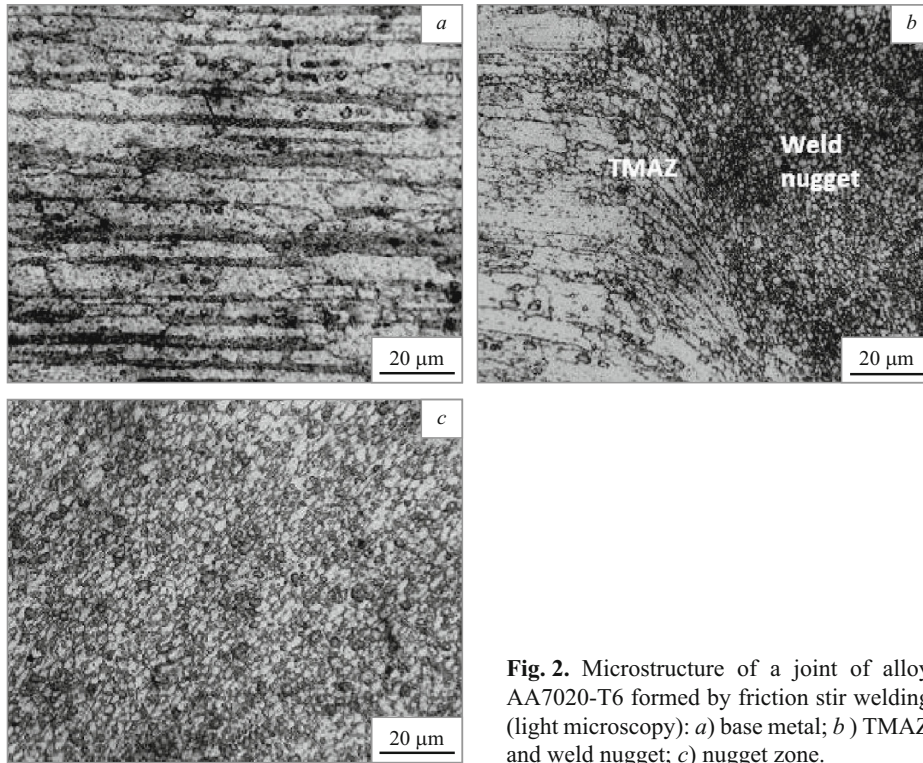 a
20 μm
b
TMAZ
Weld
nugget
20 μm
c
20 μm
Fig. 2. Microstructure of a joint of alloy
AA7020-T6 formed by friction stir welding
(light microscopy): a) base metal; b ) TMAZ
and weld nugget; c) nugget zone.